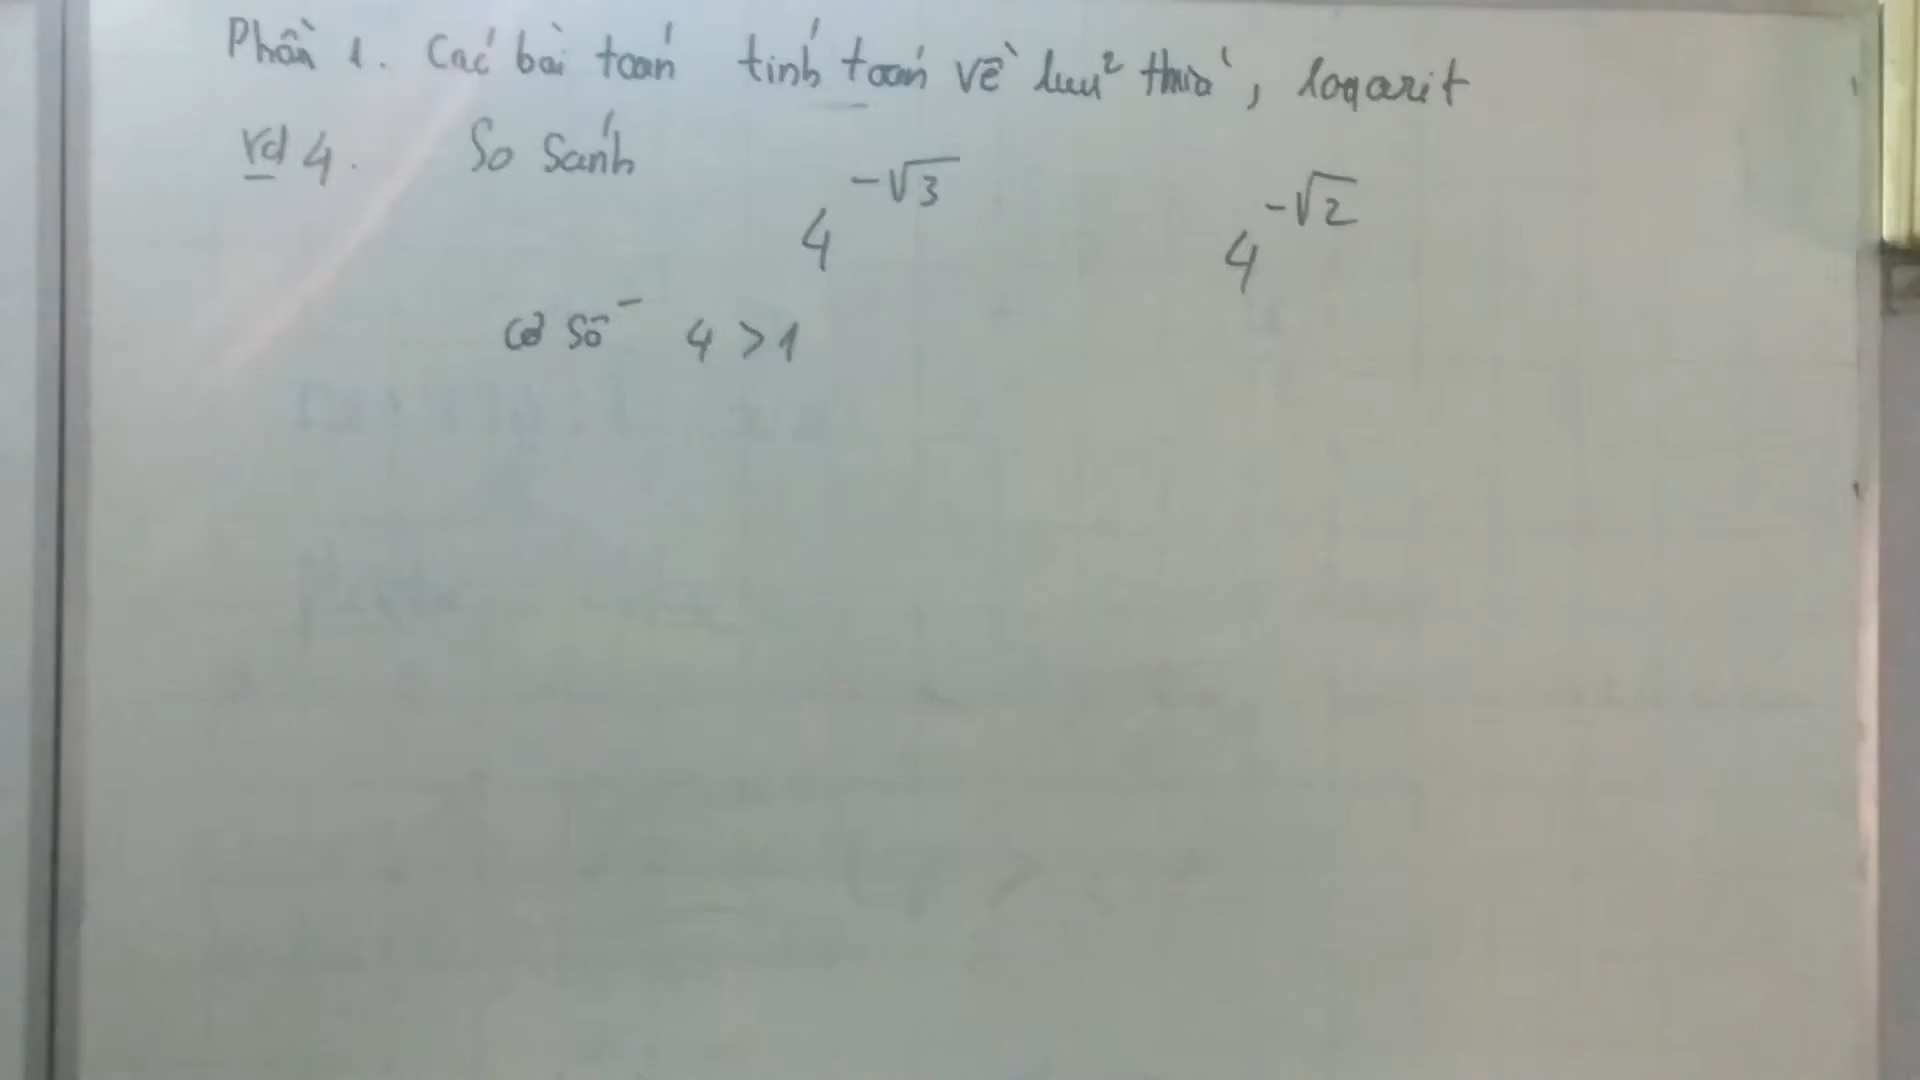 Phần 1. Các bài toán tính toán về luỹ thừa, logarit
Vd 4. So sánh
4^{-√3} 4^{-√2}
cơ số 4 > 1